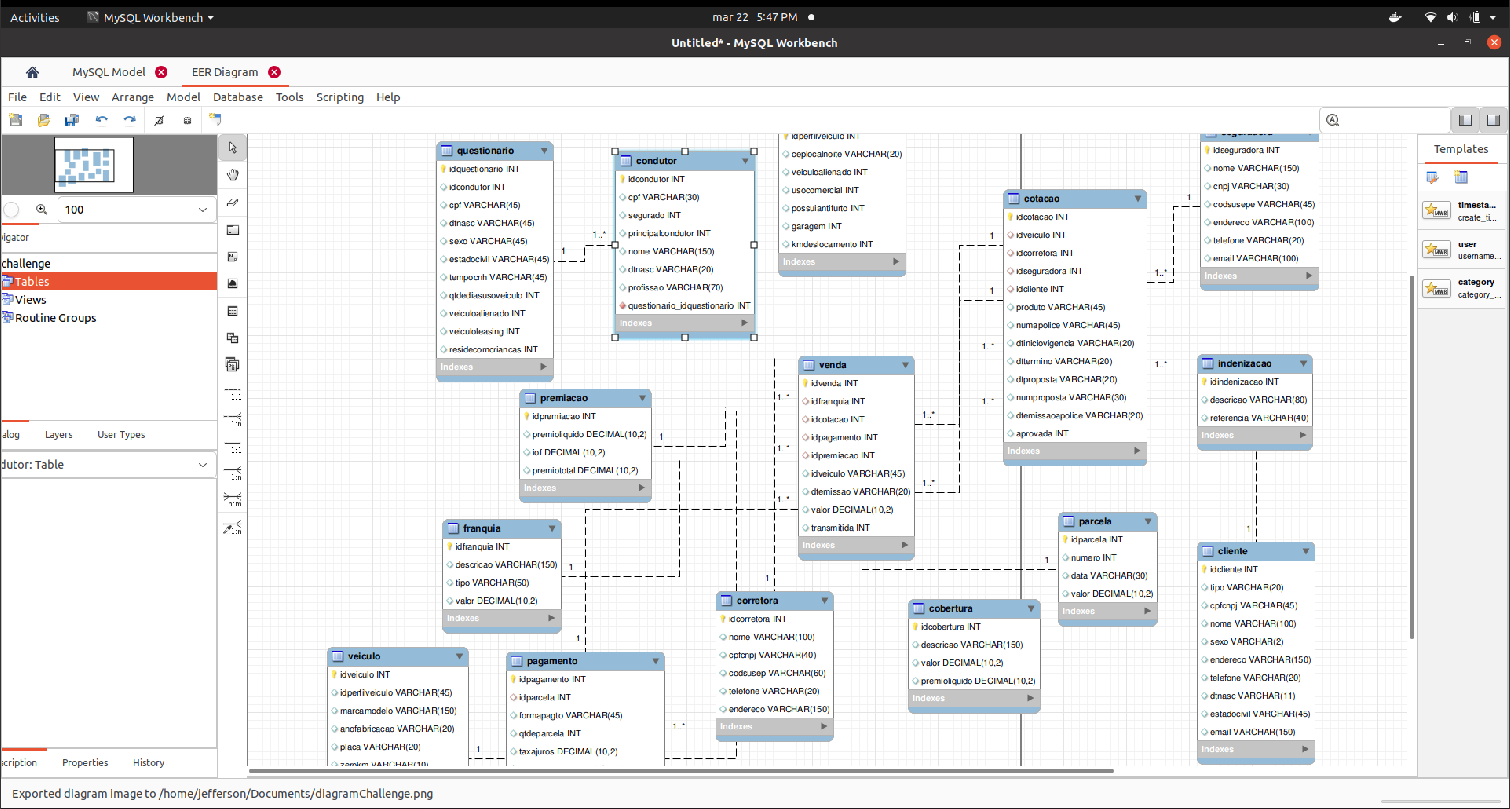 Activities
MySQL Workbench
mar 22 5:47 PM
Untitled* - MySQL Workbench
MySQL Model
EER Diagram
File Edit View Arrange Model Database Tools Scripting Help
100
igator
challenge
Tables
Views
Routine Groups
alog
Layers
User Types
dutor: Table
scription
Properties
History
questionario
idquestionario INT
idcondutor INT
cpf VARCHAR(45)
dtnasc VARCHAR(45)
sexo VARCHAR(45)
estadocivil VARCHAR(45)
tempocnh VARCHAR(45)
qtdediasusoveiculo INT
veiculoalienado INT
veiculoleasing INT
residecomcriancas INT
Indexes
1
1..*
condutor
idcondutor INT
cpf VARCHAR(30)
segurado INT
principalcondutor INT
nome VARCHAR(150)
dtnasc VARCHAR(20)
profissao VARCHAR(20)
questionario_idquestionario INT
Indexes
idperfilveiculo INT
ceplocalnoite VARCHAR(20)
veiculoalienado INT
usocomercial INT
possuiantifurto INT
garagem INT
kmdeslocamento INT
Indexes
cotacao
idcotacao INT
idveiculo INT
idcorretora INT
idseguradora INT
idcliente INT
produto VARCHAR(45)
numapolice VARCHAR(45)
dtiniciovigencia VARCHAR(20)
dttermino VARCHAR(20)
dtproposta VARCHAR(20)
numproposta VARCHAR(30)
dtemissaoapolice VARCHAR(20)
aprovada INT
Indexes
1
1
1..*
1..*
1
1..*
1..*
seguradora
idseguradora INT
nome VARCHAR(150)
cnpj VARCHAR(30)
codsusepe VARCHAR(45)
endereco VARCHAR(100)
telefone VARCHAR(20)
email VARCHAR(100)
Indexes
premiacao
idpremiacao INT
premioliquido DECIMAL(10,2)
iof DECIMAL(10,2)
premiototal DECIMAL(10,2)
Indexes
1
venda
idvenda INT
idfranquia INT
idcotacao INT
idpagamento INT
idpremiacao INT
idveiculo VARCHAR(45)
dtemissao VARCHAR(20)
valor DECIMAL(10,2)
transmitida INT
Indexes
1..*
1..*
1..*
1..*
1..*
indenizacao
idindenizacao INT
descricao VARCHAR(80)
referencia VARCHAR(40)
Indexes
1
franquia
idfranquia INT
descricao VARCHAR(150)
tipo VARCHAR(60)
valor DECIMAL(10,2)
Indexes
1
1
1
parcela
idparcela INT
numero INT
data VARCHAR(30)
valor DECIMAL(10,2)
Indexes
1
cliente
idcliente INT
tipo VARCHAR(20)
cpfcnpj VARCHAR(45)
nome VARCHAR(100)
sexo VARCHAR(2)
endereco VARCHAR(150)
telefone VARCHAR(20)
dtnasc VARCHAR(11)
estadocivil VARCHAR(45)
email VARCHAR(150)
Indexes
corretora
idcorretora INT
nome VARCHAR(100)
cpfcnpj VARCHAR(40)
codsusep VARCHAR(60)
telefone VARCHAR(20)
endereco VARCHAR(150)
Indexes
cobertura
idcobertura INT
descricao VARCHAR(150)
valor DECIMAL(10,2)
premioliquido DECIMAL(10,2)
Indexes
veiculo
idveiculo INT
idperfilveiculo VARCHAR(45)
marcamodelo VARCHAR(150)
anofabricacao VARCHAR(20)
placa VARCHAR(20)
zerokm VARCHAR(10)
1
pagamento
idpagamento INT
idparcela INT
formapagto VARCHAR(45)
qtdeparcela INT
taxajuros DECIMAL(10,2)
1..*
Templates
timesta...
create_ti...
user
username...
category
category_...
Exported diagram image to /home/jefferson/Documents/diagramChallenge.png